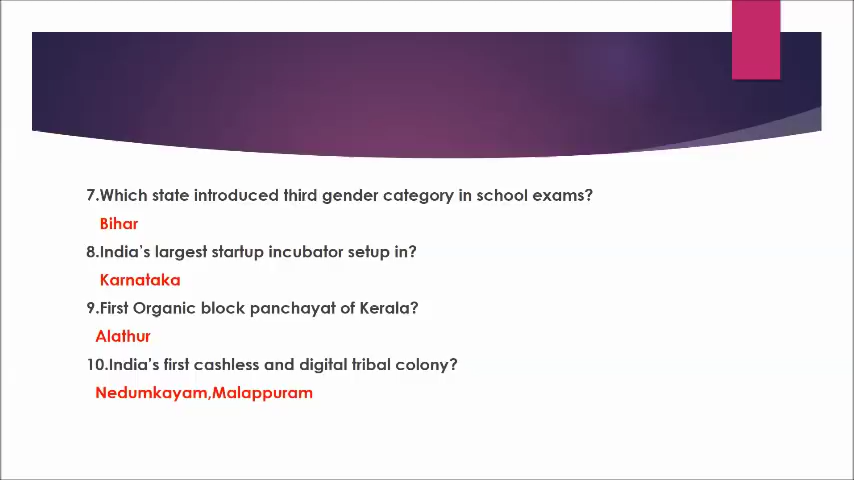 7.Which state introduced third gender category in school exams?
Bihar
8.India’s largest startup incubator setup in?
Karnataka
9.First Organic block panchayat of Kerala?
Alathur
10.India’s first cashless and digital tribal colony?
Nedumkayam,Malappuram